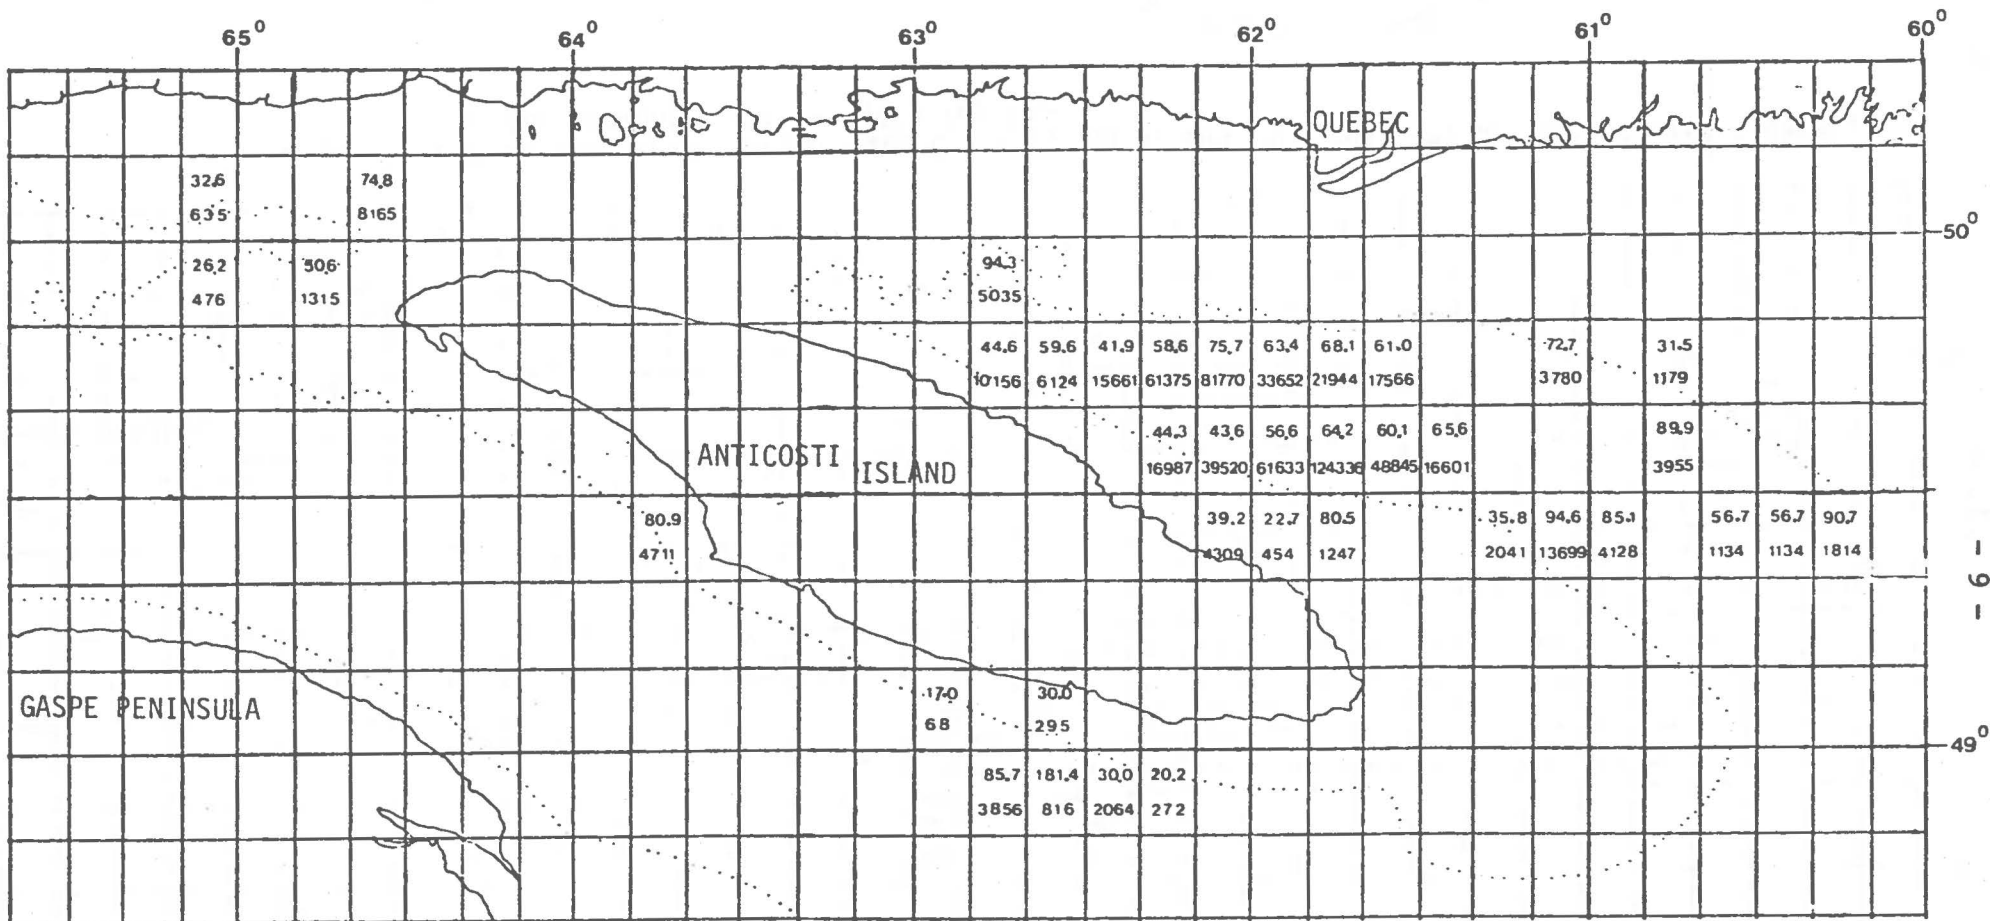 65° 64° 63° 62° 61° 60°
QUEBEC
32.6 74.8
635 8165
50°
26.2 50.6 94.3
476 1315 5035
44.6 59.6 41.9 58.6 75.7 63.4 68.1 61.0 72.7 31.5
10156 6124 15661 61375 81770 33652 21944 17566 3780 1179
44.3 43.6 56.6 64.2 60.1 65.6 89.9
ANTICOSTI ISLAND
16987 39520 61633 124336 48845 16601 3955
80.9 39.2 22.7 80.5 35.8 94.6 85.1 56.7 56.7 90.7
4711 4309 454 1247 2041 13699 4128 1134 1134 1814
- 9 -
GASPE PENINSULA
17.0 30.0
68 295
49°
85.7 181.4 30.0 20.2
3856 816 2064 272